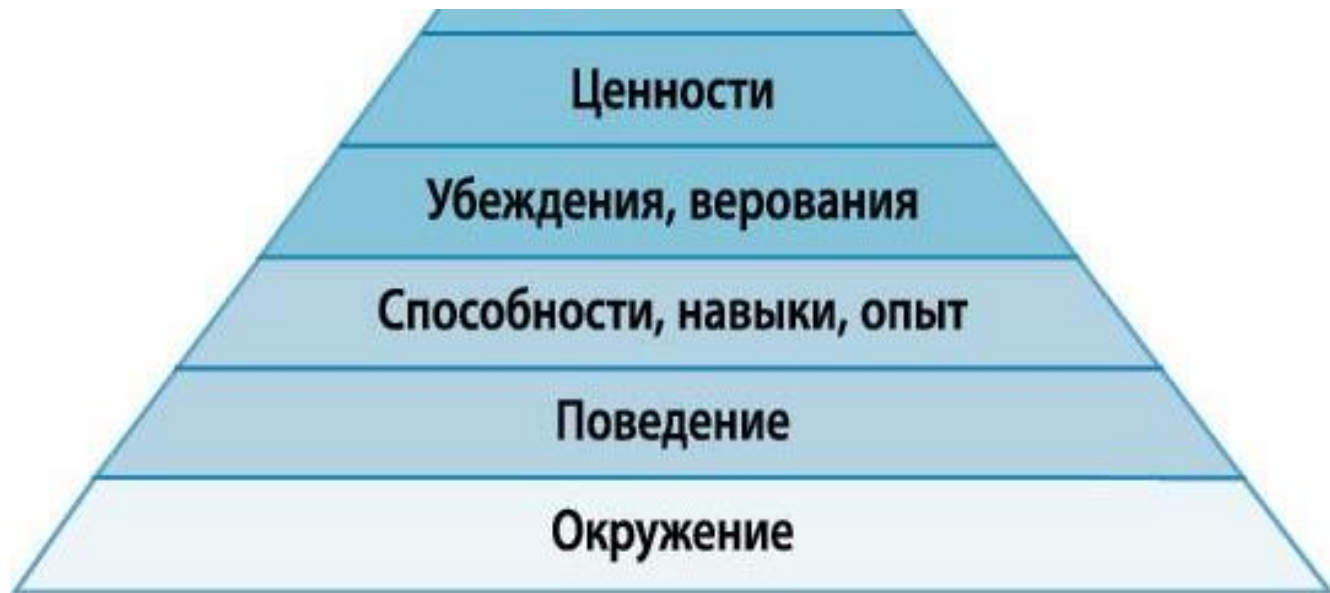 Ценности
Убеждения, верования
Способности, навыки, опыт
Поведение
Окружение